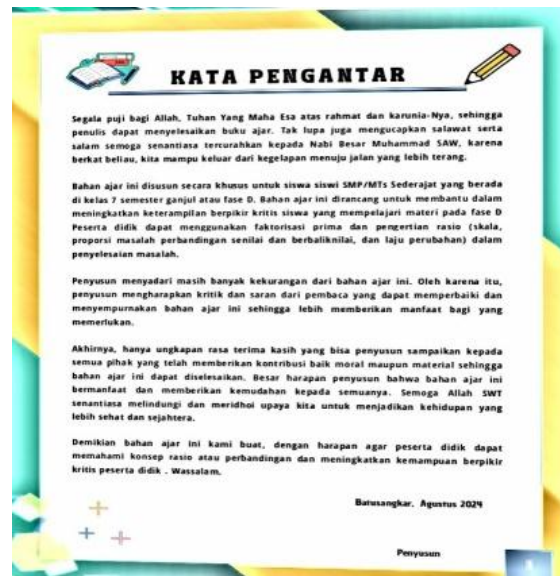 KATA PENGANTAR
Segala puji bagi Allah, Tuhan Yang Maha Esa atas rahmat dan karunia-Nya, sehingga
penulis dapat menyelesaikan buku ajar. Tak lupa juga mengucapkan salawat serta
salam semoga senantiasa tercurahkan kepada Nabi Besar Muhammad SAW, karena
berkat beliau, kita mampu keluar dari kegelapan menuju jalan yang lebih terang.
Bahan ajar ini disusun secara khusus untuk siswa siswi SMP/MTs Sederajat yang berada
di kelas 7 semester ganjul atau fase D. Bahan ajar ini dirancang untuk membantu dalam
meningkatkan keterampilan berpikir kritis siswa yang mempelajari materi pada fase D
Peserta didik dapat menggunakan faktorisasi prima dan pengertian rasio (skala,
proporsi masalah perbandingan senilai dan berbaliknilai, dan laju perubahan) dalam
penyelesaian masalah.
Penyusun menyadari masih banyak kekurangan dari bahan ajar ini. Oleh karena itu,
penyusun mengharapkan kritik dan saran dari pembaca yang dapat memperbaiki dan
menyempurnakan bahan ajar ini sehingga lebih memberikan manfaat bagi yang
memerlukan.
Akhirnya, hanya ungkapan rasa terima kasih yang bisa penyusun sampaikan kepada
semua pihak yang telah memberikan kontribusi baik moral maupun material sehingga
bahan ajar ini dapat diselesaikan. Besar harapan penyusun bahwa bahan ajar ini
bermanfaat dan memberikan kemudahan kepada semuanya. Semoga Allah SWT
senantiasa melindungi dan meridhoi upaya kita untuk menjadikan kehidupan yang
lebih sehat dan sejahtera.
Demikian bahan ajar ini kami buat, dengan harapan agar peserta didik dapat
memahami konsep rasio atau perbandingan dan meningkatkan kemampuan berpikir
kritis peserta didik . Wassalam.
Batusangkar, Agustus 2024
Penyusun